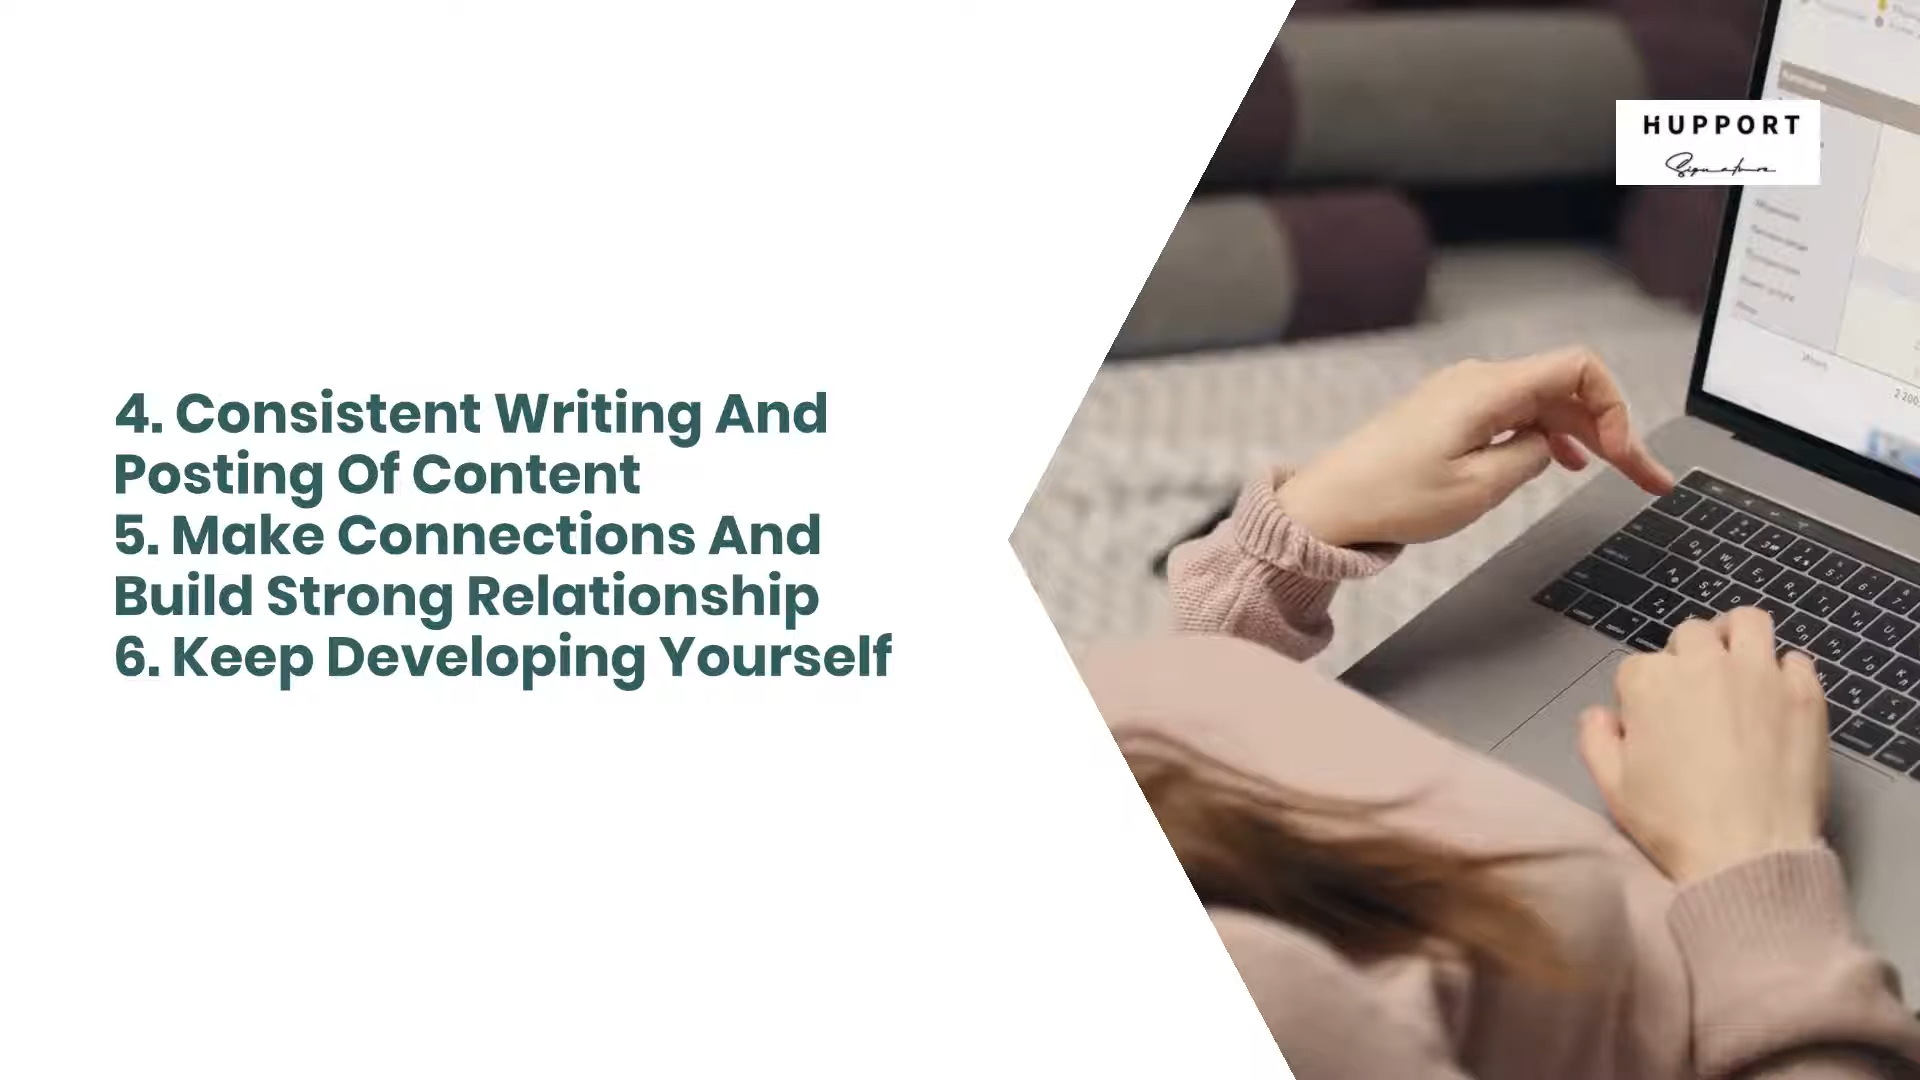 4. Consistent Writing And
Posting Of Content
5. Make Connections And
Build Strong Relationship
6. Keep Developing Yourself
HUPPORT
Signature